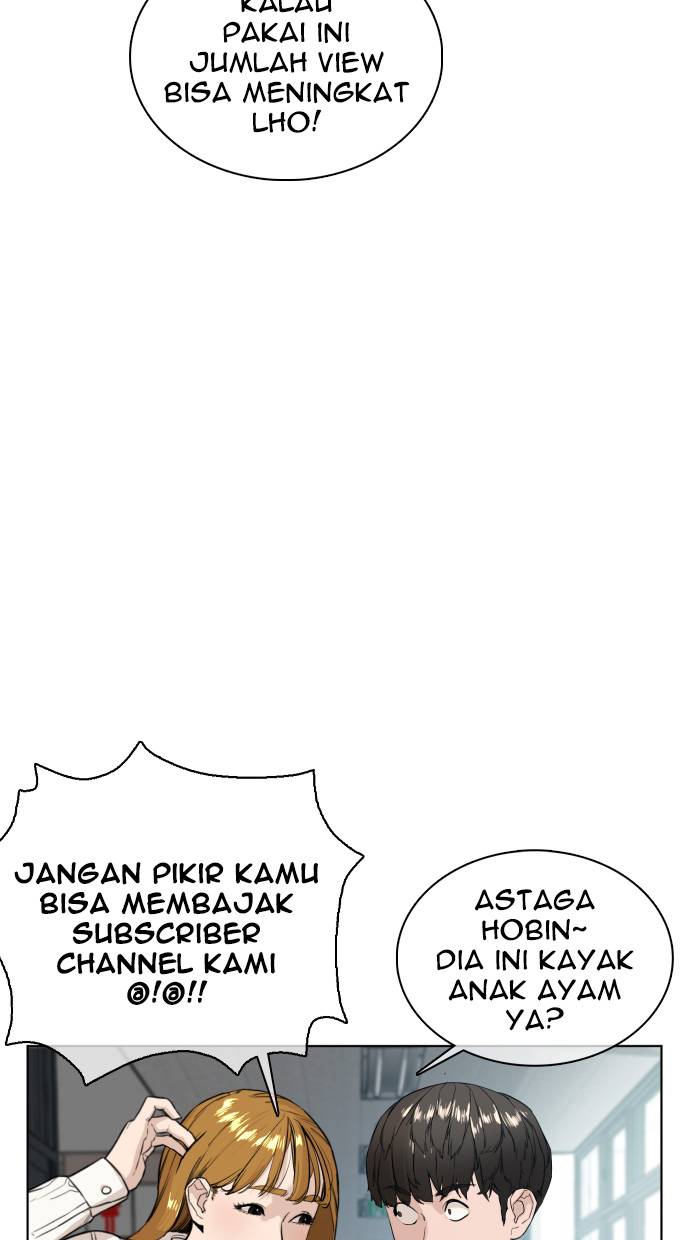 KALAU
PAKAI INI
JUMLAH VIEW
BISA MENINGKAT
LHO!
JANGAN PIKIR KAMU
BISA MEMBAJAK
SUBSCRIBER
CHANNEL KAMI
@!@!!
ASTAGA
HOBIN~
DIA INI KAYAK
ANAK AYAM
YA?